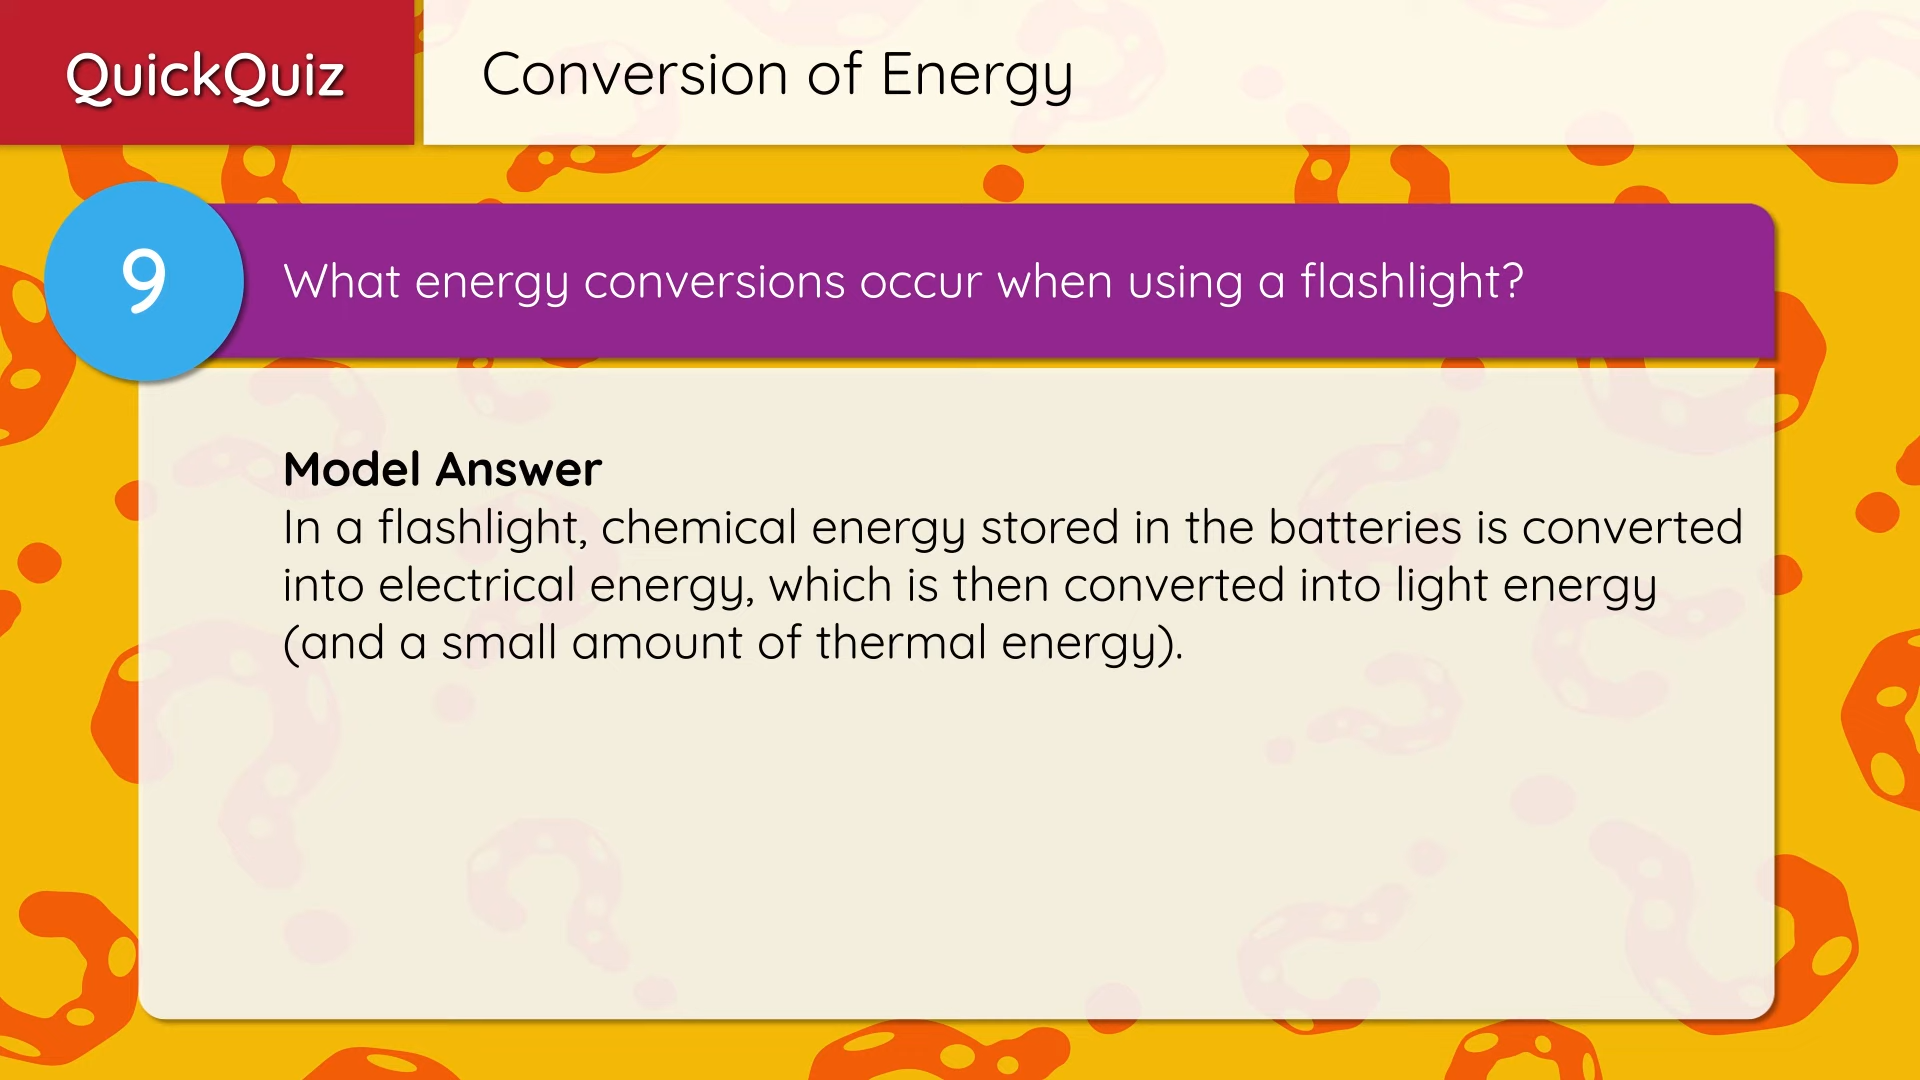 QuickQuiz
Conversion of Energy
9
What energy conversions occur when using a flashlight?
Model Answer
In a flashlight, chemical energy stored in the batteries is converted
into electrical energy, which is then converted into light energy
(and a small amount of thermal energy).